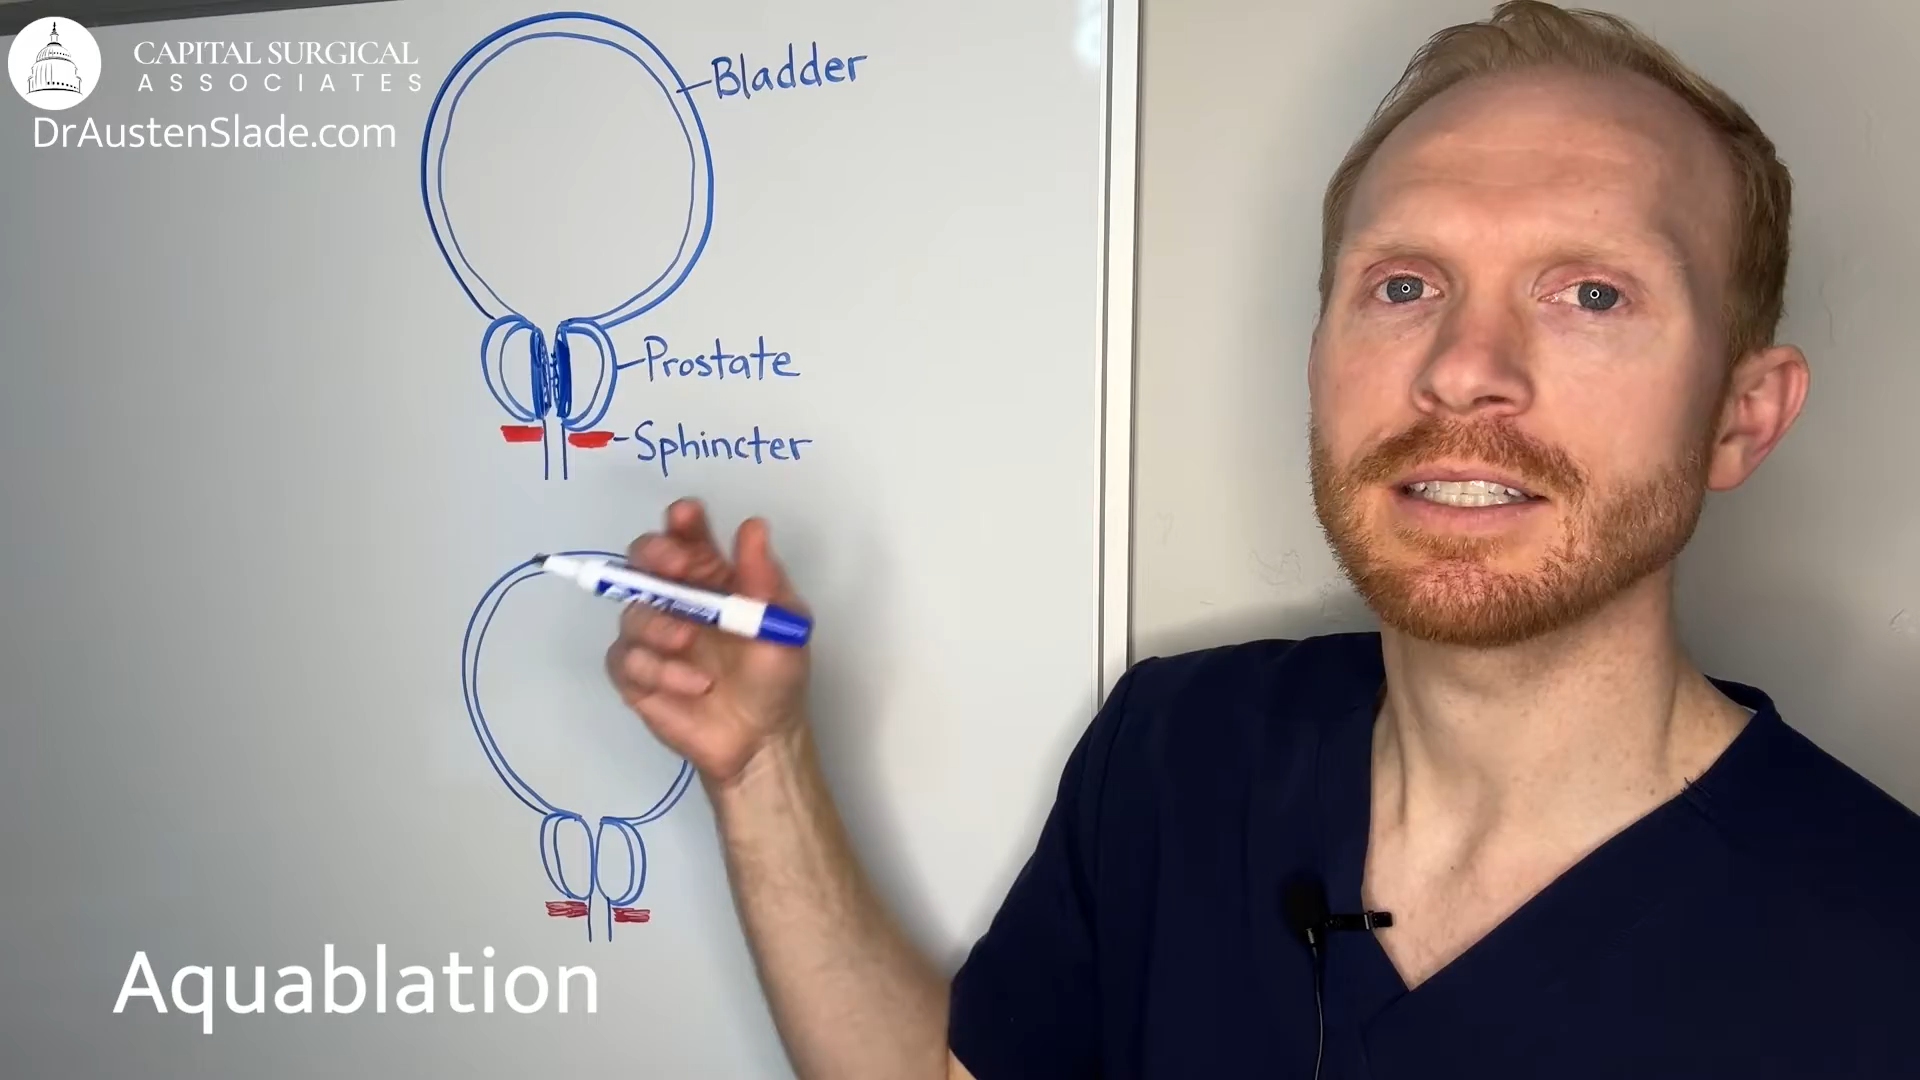 CAPITAL SURGICAL
ASSOCIATES
DrAustenSlade.com
Bladder
Prostate
Sphincter
Aquablation